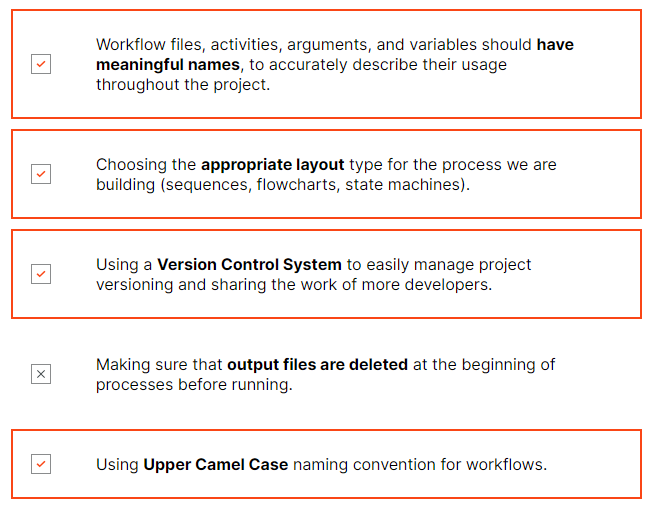 Workflow files, activities, arguments, and variables should have
meaningful names, to accurately describe their usage
throughout the project.
Choosing the appropriate layout type for the process we are
building (sequences, flowcharts, state machines).
Using a Version Control System to easily manage project
versioning and sharing the work of more developers.
Making sure that output files are deleted at the beginning of
processes before running.
Using Upper Camel Case naming convention for workflows.